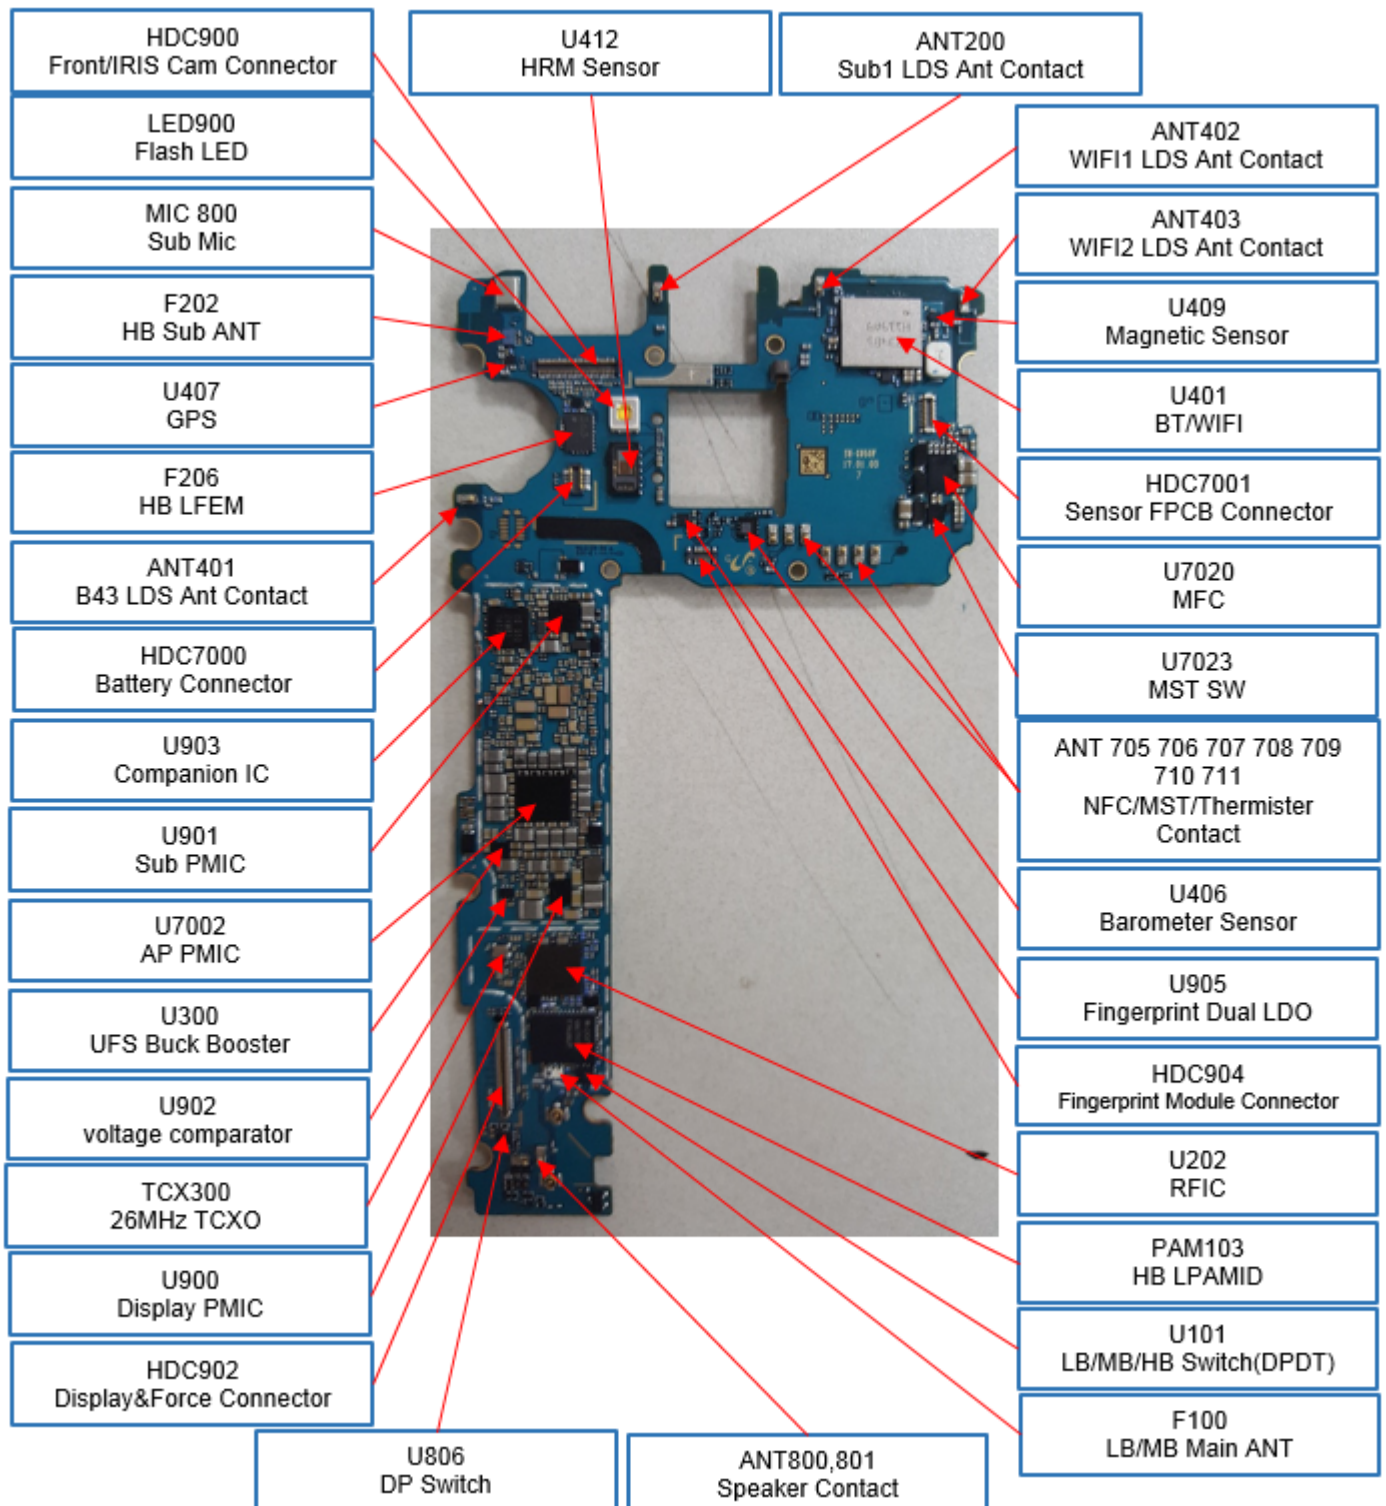 HDC900
Front/IRIS Cam Connector
U412
HRM Sensor
ANT200
Sub1 LDS Ant Contact
LED900
Flash LED
MIC 800
Sub Mic
F202
HB Sub ANT
U407
GPS
F206
HB LFEM
ANT401
B43 LDS Ant Contact
HDC7000
Battery Connector
U903
Companion IC
U901
Sub PMIC
U7002
AP PMIC
U300
UFS Buck Booster
U902
voltage comparator
TCX300
26MHz TCXO
U900
Display PMIC
HDC902
Display&Force Connector
U806
DP Switch
ANT800,801
Speaker Contact
ANT402
WIFI1 LDS Ant Contact
ANT403
WIFI2 LDS Ant Contact
U409
Magnetic Sensor
U401
BT/WIFI
HDC7001
Sensor FPCB Connector
U7020
MFC
U7023
MST SW
ANT 705 706 707 708 709
710 711
NFC/MST/Thermister
Contact
U406
Barometer Sensor
U905
Fingerprint Dual LDO
HDC904
Fingerprint Module Connector
U202
RFIC
PAM103
HB LPAMID
U101
LB/MB/HB Switch(DPDT)
F100
LB/MB Main ANT